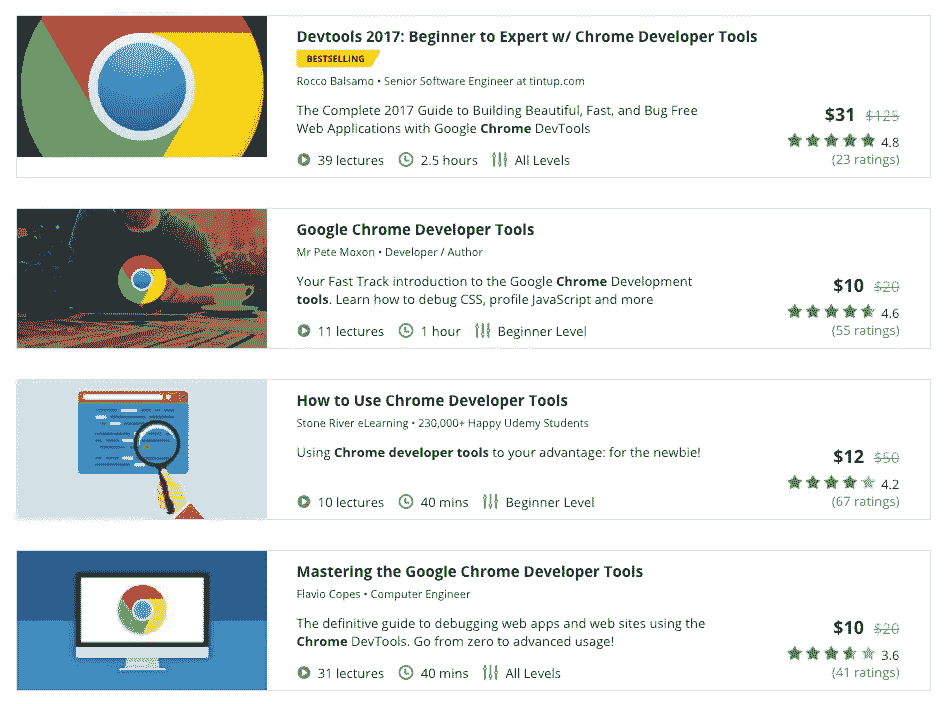 Devtools 2017: Beginner to Expert w/ Chrome Developer Tools
BESTSELLING
Rocco Balsamo • Senior Software Engineer at tintup.com
The Complete 2017 Guide to Building Beautiful, Fast, and Bug Free
Web Applications with Google Chrome DevTools
39 lectures 2.5 hours All Levels
$31 $125
4.8
(23 ratings)
Google Chrome Developer Tools
Mr Pete Moxon • Developer / Author
Your Fast Track introduction to the Google Chrome Development
tools. Learn how to debug CSS, profile JavaScript and more
11 lectures 1 hour Beginner Level
$10 $20
4.6
(55 ratings)
How to Use Chrome Developer Tools
Stone River eLearning • 230,000+ Happy Udemy Students
Using Chrome developer tools to your advantage: for the newbie!
10 lectures 40 mins Beginner Level
$12 $50
4.2
(67 ratings)
Mastering the Google Chrome Developer Tools
Flavio Copes • Computer Engineer
The definitive guide to debugging web apps and web sites using the
Chrome DevTools. Go from zero to advanced usage!
31 lectures 40 mins All Levels
$10 $20
3.6
(41 ratings)